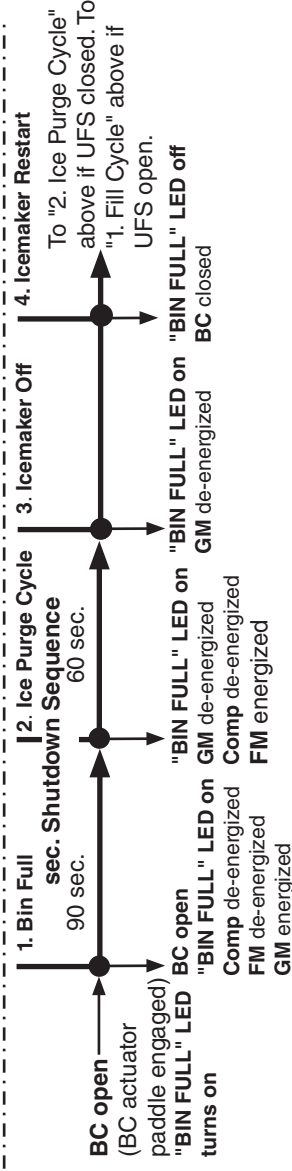 1. Bin Full
2. Ice Purge Cycle
3. Icemaker Off
4. Icemaker Restart
sec. Shutdown Sequence
90 sec.
60 sec.
To "2. Ice Purge Cycle"
above if UFS closed. To
"1. Fill Cycle" above if
UFS open.
BC open
(BC actuator
paddle engaged)
"BIN FULL" LED
turns on
BC open
"BIN FULL" LED on
Comp de-energized
FM de-energized
GM energized
"BIN FULL" LED on
GM de-energized
Comp de-energized
FM energized
"BIN FULL" LED on
GM de-energized
"BIN FULL" LED off
BC closed